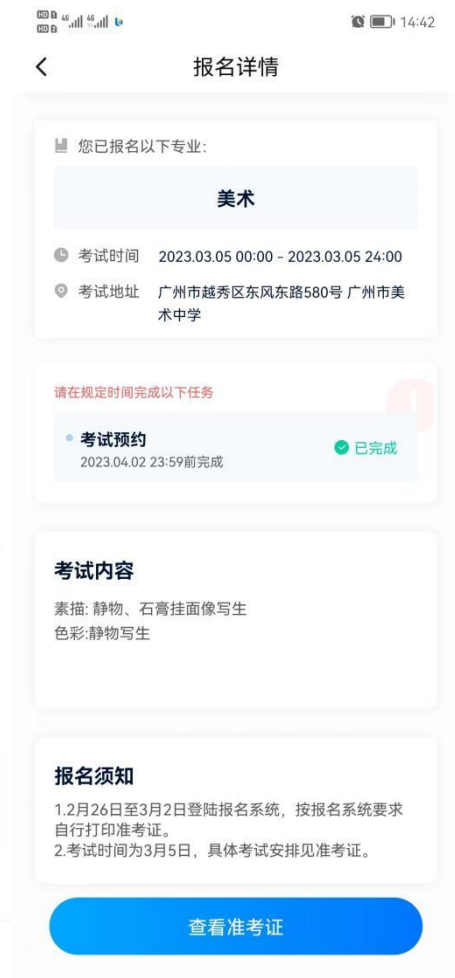 14:42
报名详情
您已报名以下专业:
美术
考试时间 2023.03.05 00:00 - 2023.03.05 24:00
考试地址 广州市越秀区东风东路580号 广州市美
术中学
请在规定时间完成以下任务
考试预约
已完成
2023.04.02 23:59前完成
考试内容
素描: 静物、石膏挂面像写生
色彩:静物写生
报名须知
1.2月26日至3月2日登陆报名系统，按报名系统要求
自行打印准考证。
2.考试时间为3月5日，具体考试安排见准考证。
查看准考证